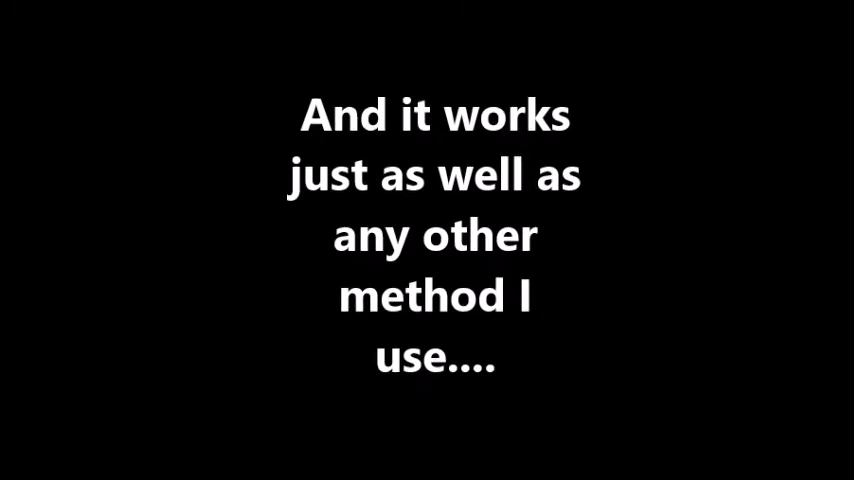 And it works
just as well as
any other
method I
use....